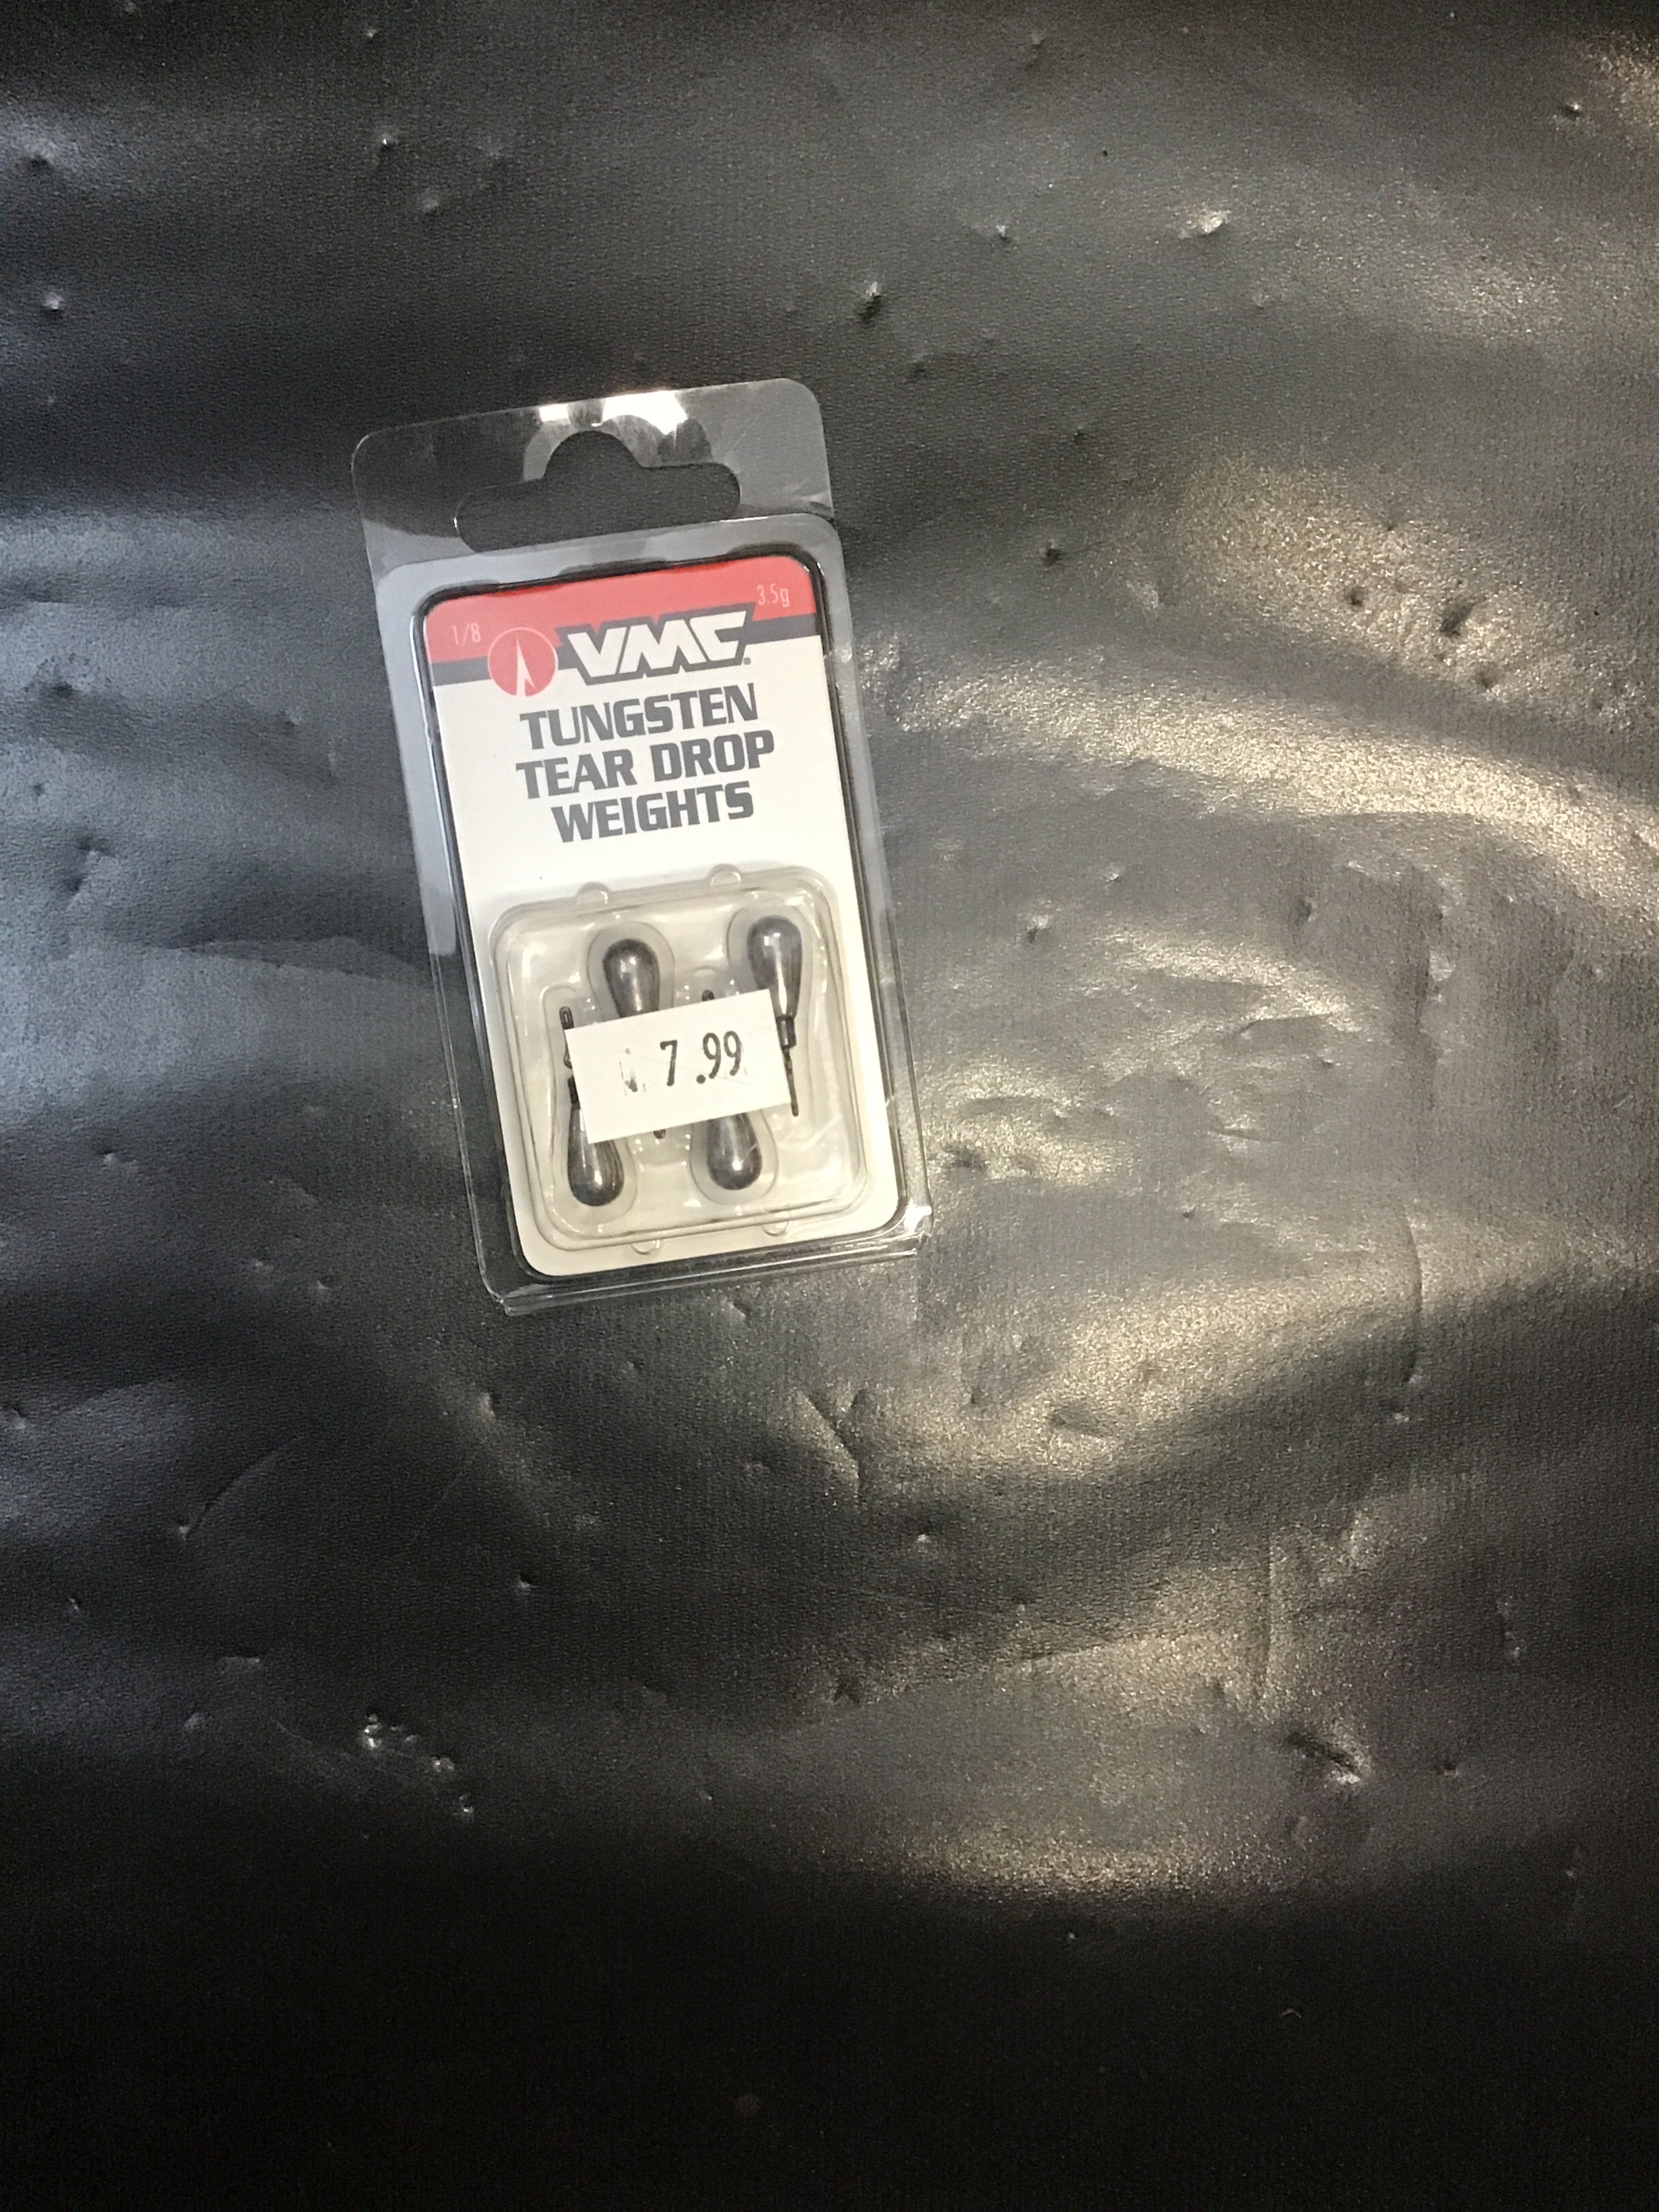 1/8
3.5g
VMC
TUNGSTEN
TEAR DROP
WEIGHTS
7.99